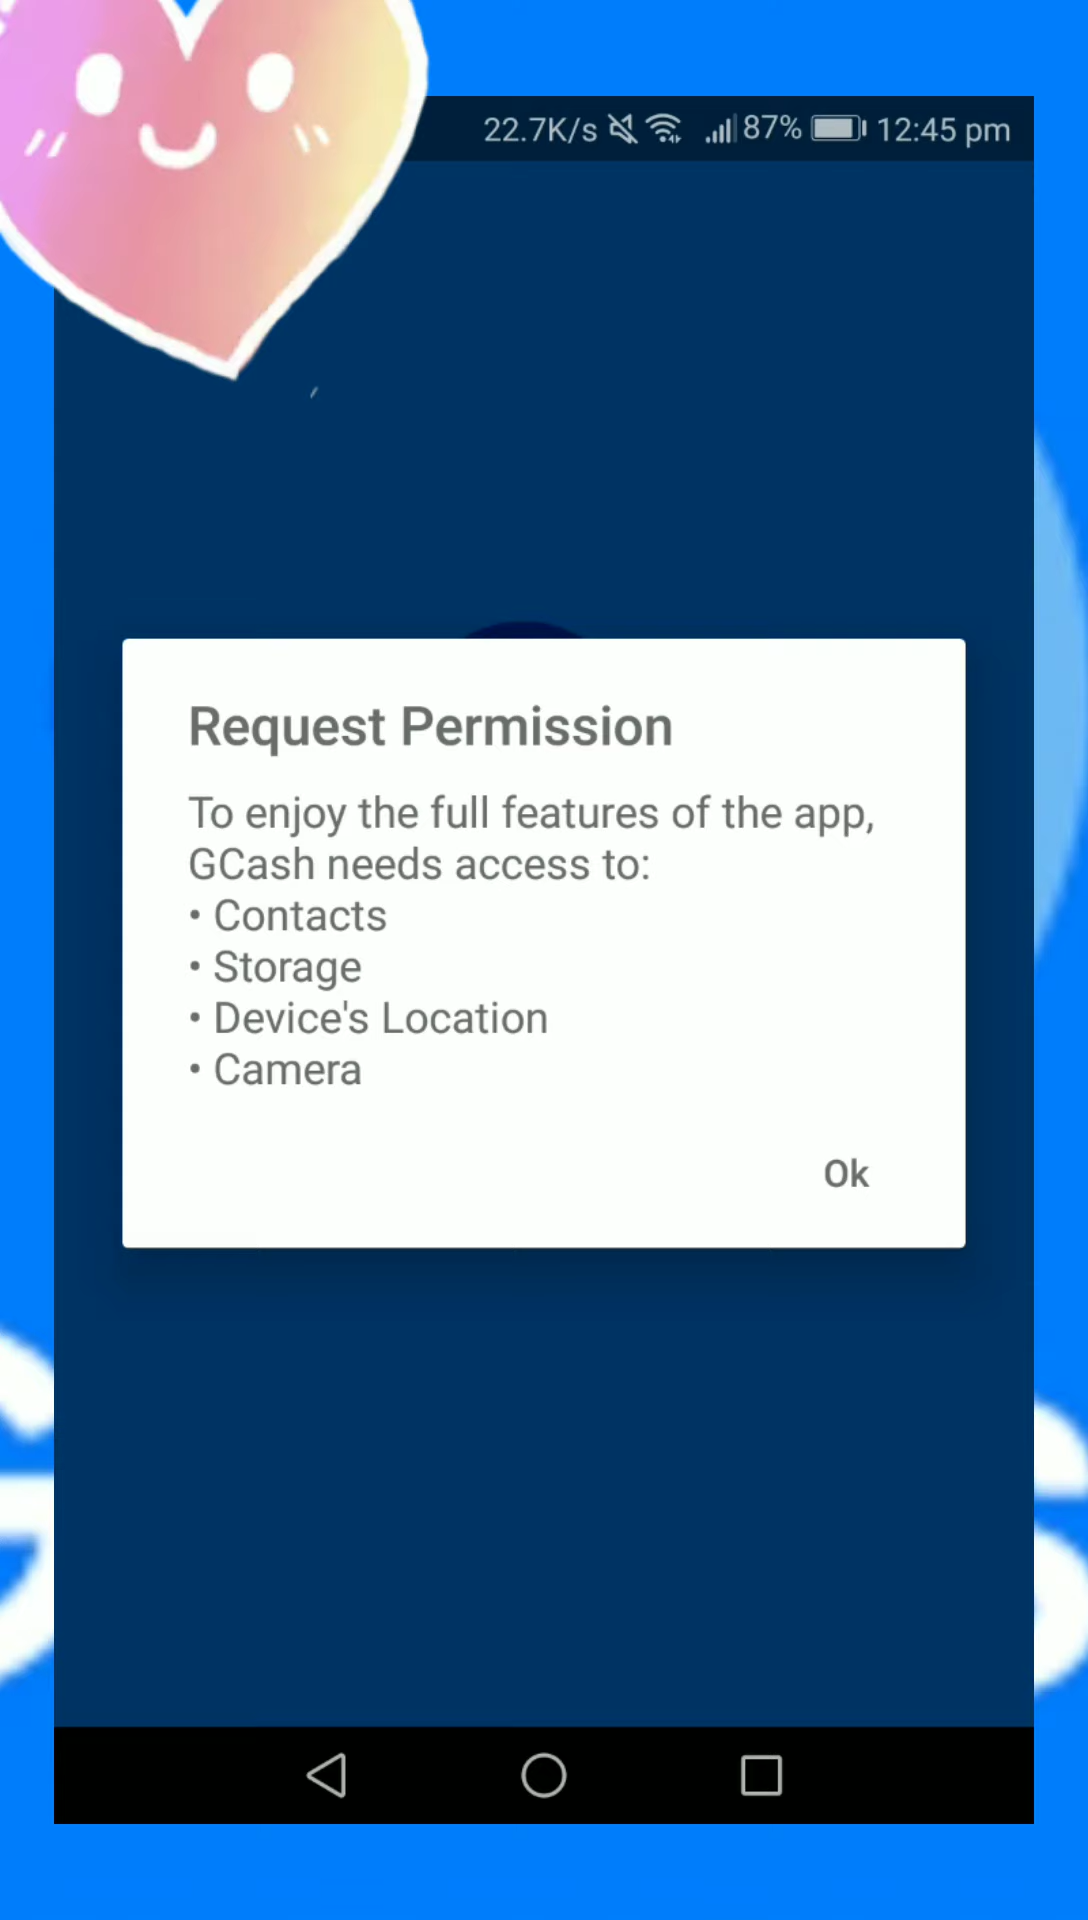 22.7K/s 87% 12:45 pm
Request Permission
To enjoy the full features of the app,
GCash needs access to:
• Contacts
• Storage
• Device's Location
• Camera
Ok